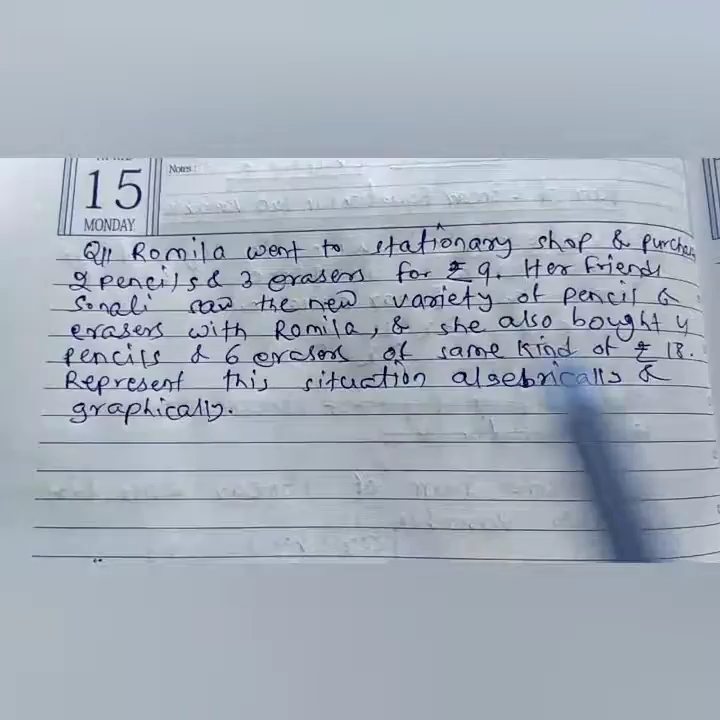 15
MONDAY
Notes:
Q11 Romila went to stationary shop & purchas
2 pencils & 3 erasers for ₹ 9. Her friends
Sonali saw the new variety of pencil &
erasers with Romila, & she also bought 4
pencils & 6 erasers of same kind of ₹ 18.
Represent this situation algebrically &
graphically.